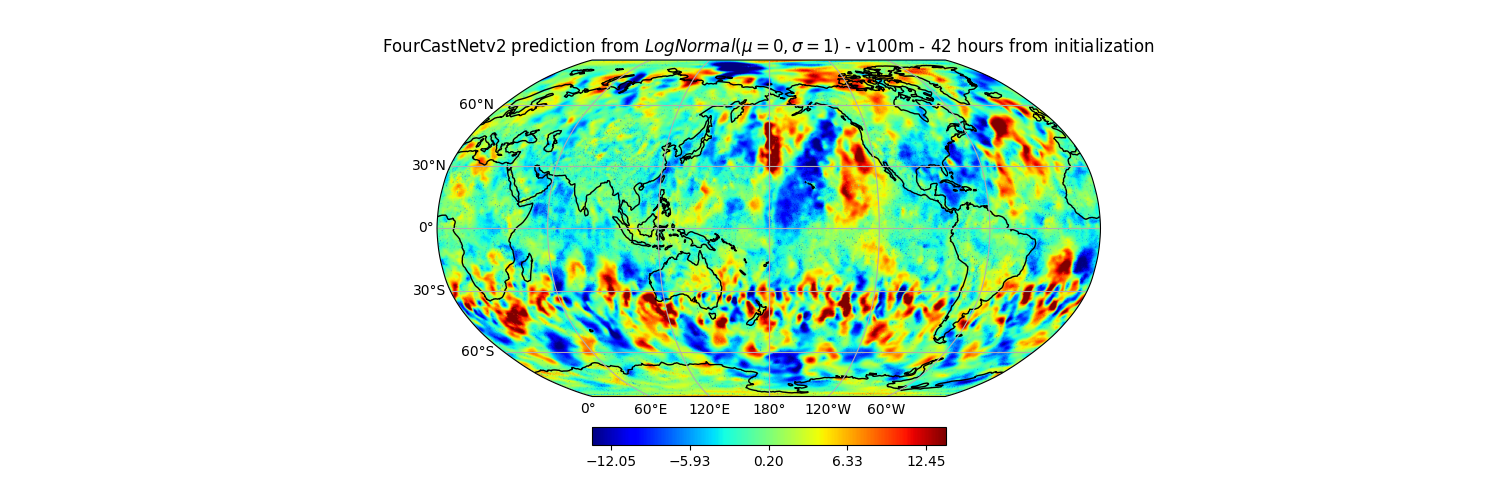 FourCastNetv2 prediction from LogNormal(μ = 0, σ = 1) - v100m - 42 hours from initialization
60°N
30°N
0°
30°S
60°S
0° 60°E 120°E 180° 120°W 60°W
−12.05 −5.93 0.20 6.33 12.45